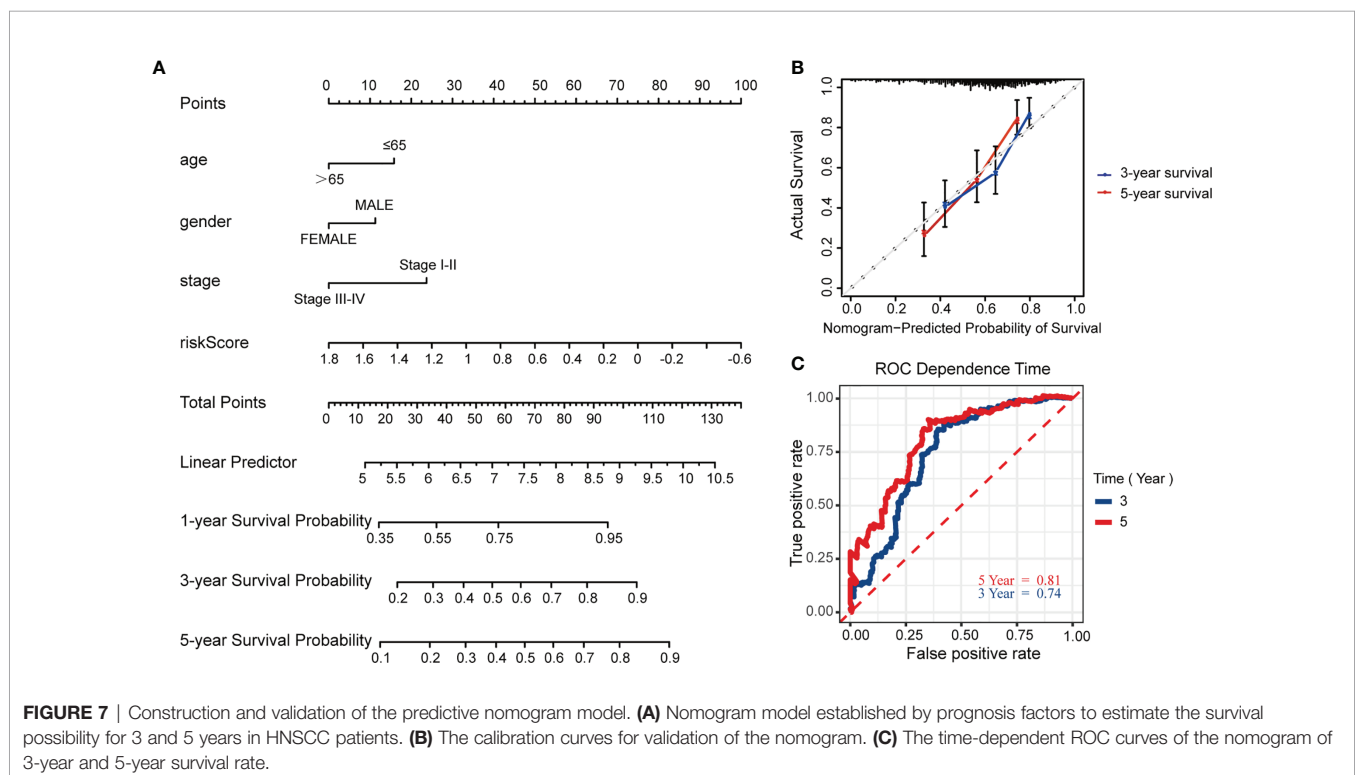 A
Points
0 10 20 30 40 50 60 70 80 90 100
age
≤65
>65
gender
MALE
FEMALE
stage
Stage I-II
Stage III-IV
riskScore
1.8 1.6 1.4 1.2 1 0.8 0.6 0.4 0.2 0 -0.2 -0.6
Total Points
0 10 20 30 40 50 60 70 80 90 110 130
Linear Predictor
5 5.5 6 6.5 7 7.5 8 8.5 9 9.5 10 10.5
1-year Survival Probability
0.35 0.55 0.75 0.95
3-year Survival Probability
0.2 0.3 0.4 0.5 0.6 0.7 0.8 0.9
5-year Survival Probability
0.1 0.2 0.3 0.4 0.5 0.6 0.7 0.8 0.9
B
Actual Survival
1.0
0.8
0.6
0.4
0.2
0.0
0.0 0.2 0.4 0.6 0.8 1.0
Nomogram-Predicted Probability of Survival
3-year survival
5-year survival
C
ROC Dependence Time
True positive rate
1.00
0.75
0.50
0.25
0.00
5 Year = 0.81
3 Year = 0.74
0.00 0.25 0.50 0.75 1.00
False positive rate
Time ( Year )
3
5
FIGURE 7 | Construction and validation of the predictive nomogram model. (A) Nomogram model established by prognosis factors to estimate the survival
possibility for 3 and 5 years in HNSCC patients. (B) The calibration curves for validation of the nomogram. (C) The time-dependent ROC curves of the nomogram of
3-year and 5-year survival rate.